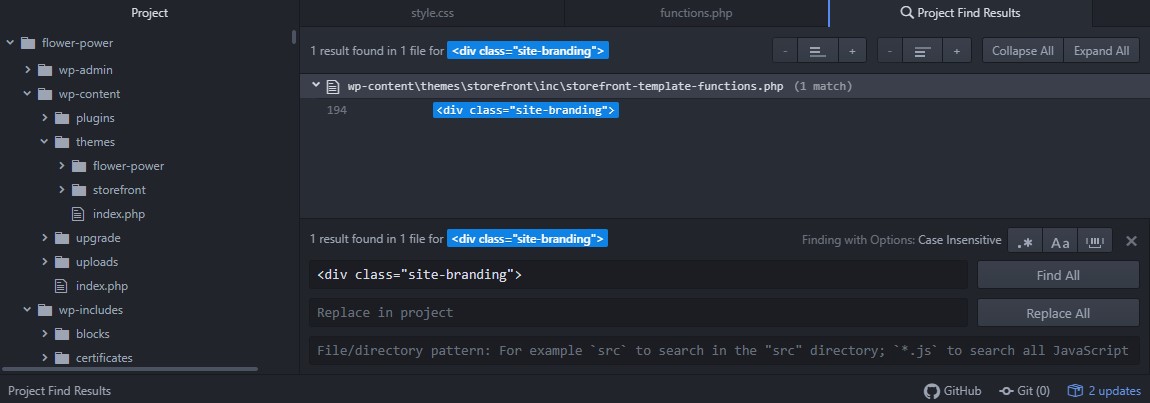 Project
flower-power
wp-admin
wp-content
plugins
themes
flower-power
storefront
index.php
upgrade
uploads
index.php
wp-includes
blocks
certificates
style.css
functions.php
Project Find Results
1 result found in 1 file for <div class="site-branding">
- +
- +
Collapse All
Expand All
wp-content\themes\storefront\inc\storefront-template-functions.php (1 match)
194 <div class="site-branding">
1 result found in 1 file for <div class="site-branding">
Finding with Options: Case Insensitive
.*
Aa
<div class="site-branding">
Find All
Replace in project
Replace All
File/directory pattern: For example `src` to search in the "src" directory; `*.js` to search all JavaScript
Project Find Results
GitHub
Git (0)
2 updates